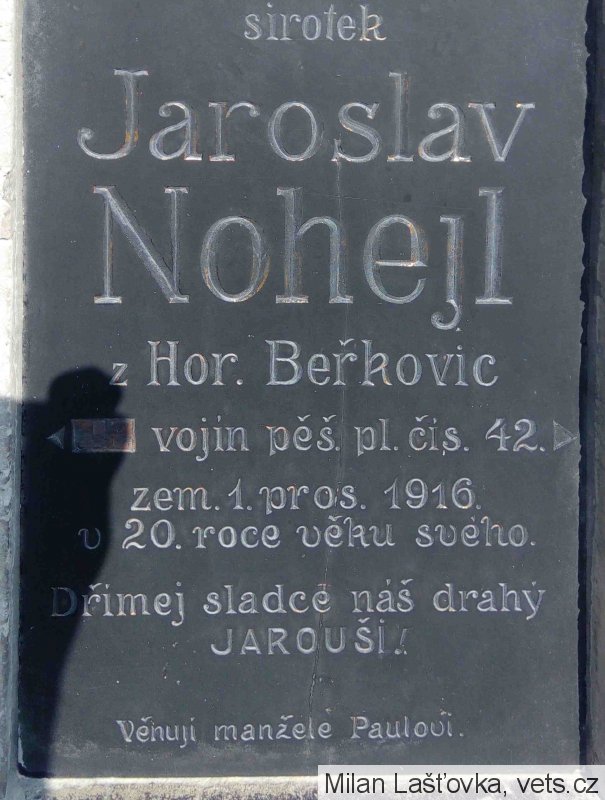 sirotek
Jaroslav
Nohejl
z Hor. Beřkovic
vojín pěš. pl. čís. 42.
zem. 1. pros. 1916.
v 20. roce věku svého.
Dřímej sladce náš drahý
JAROUŠI!
Věnují manželé Paulovi.
Milan Lašťovka, vets.cz